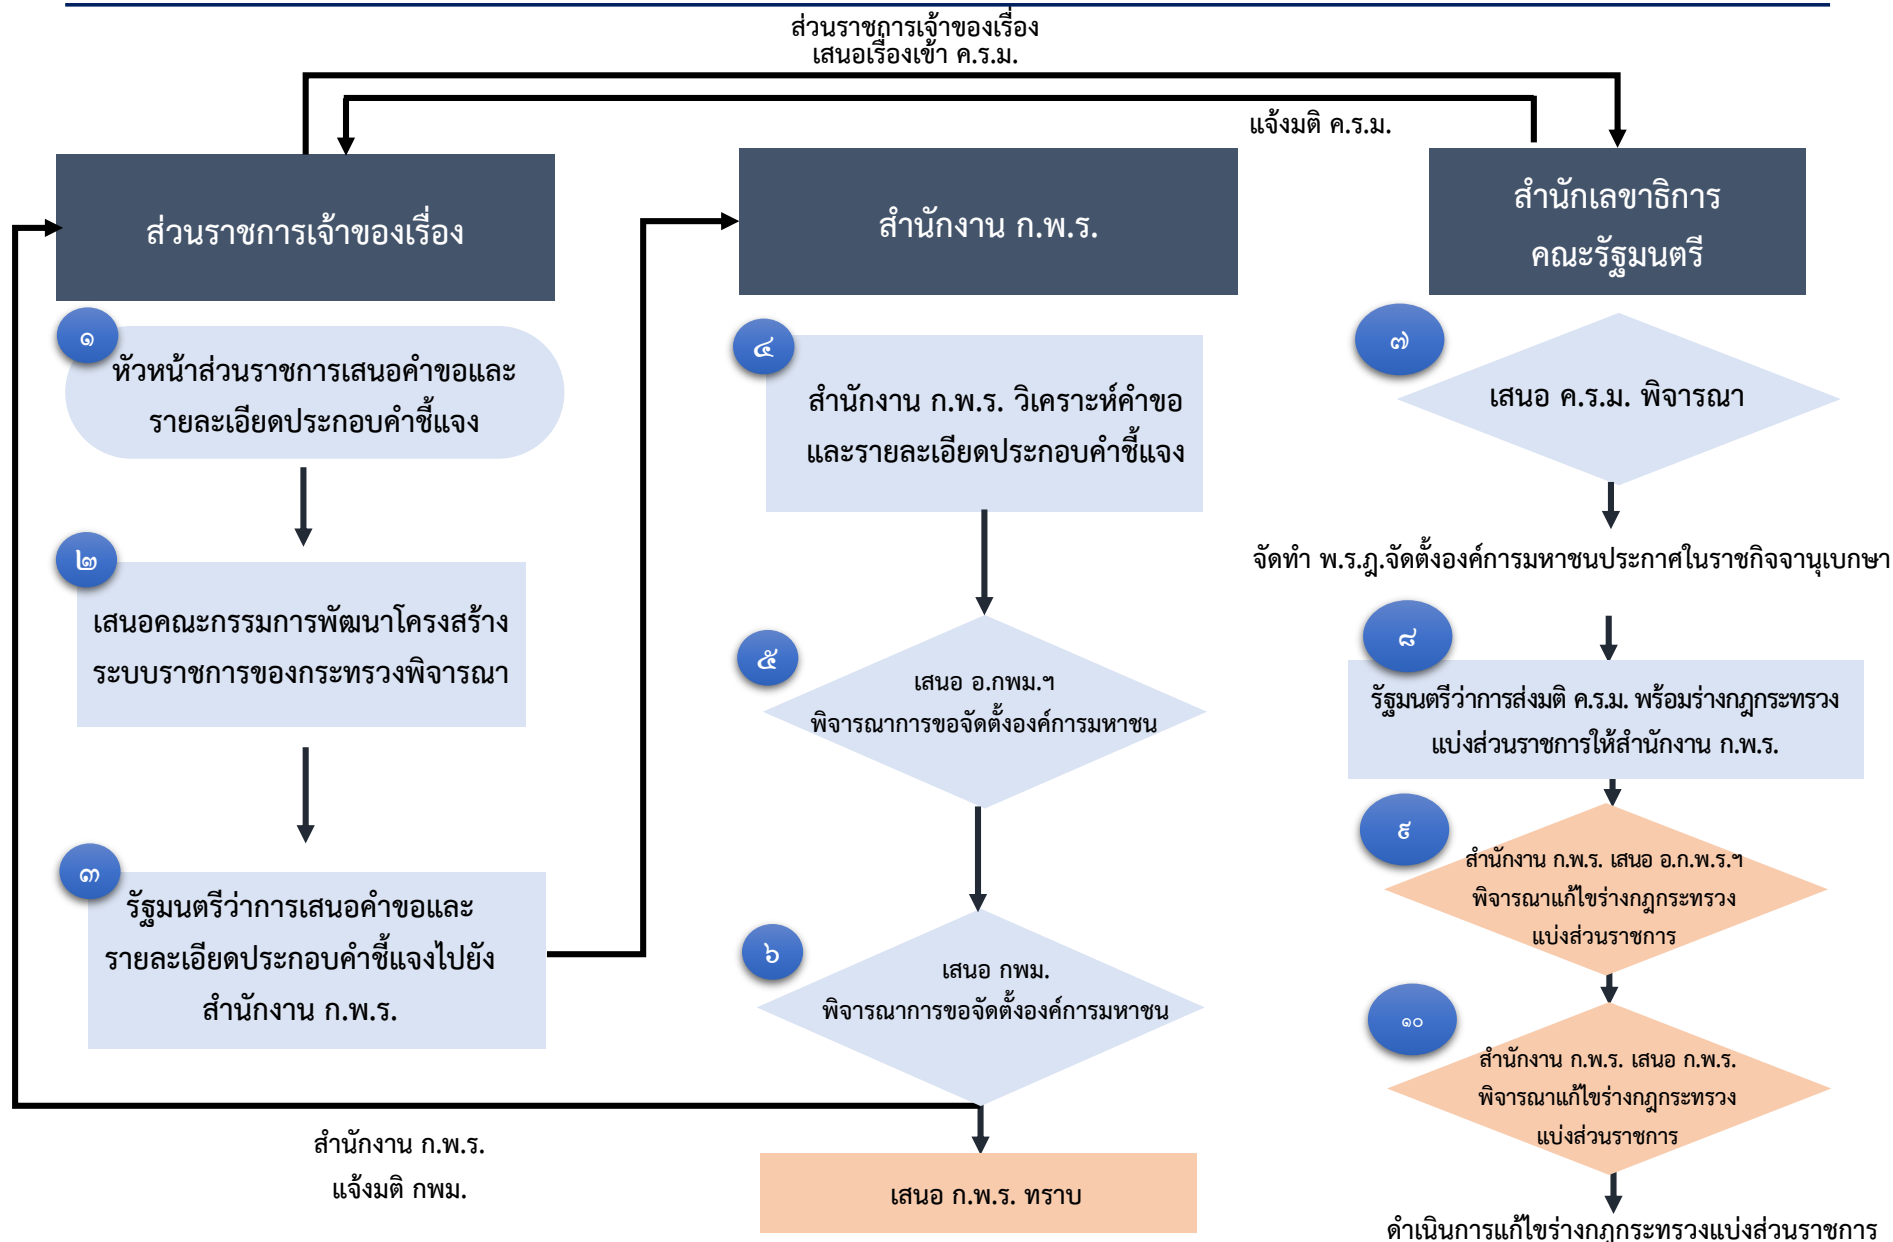 ส่วนราชการเจ้าของเรื่อง
เสนอเรื่องเข้า ค.ร.ม.
แจ้งมติ ค.ร.ม.
ส่วนราชการเจ้าของเรื่อง
๑
หัวหน้าส่วนราชการเสนอคำขอและ
รายละเอียดประกอบคำชี้แจง
๒
เสนอคณะกรรมการพัฒนาโครงสร้าง
ระบบราชการของกระทรวงพิจารณา
๓
รัฐมนตรีว่าการเสนอคำขอและ
รายละเอียดประกอบคำชี้แจงไปยัง
สำนักงาน ก.พ.ร.
สำนักงาน ก.พ.ร.
แจ้งมติ กพม.
สำนักงาน ก.พ.ร.
๔
สำนักงาน ก.พ.ร. วิเคราะห์คำขอ
และรายละเอียดประกอบคำชี้แจง
๕
เสนอ อ.กพม.ฯ
พิจารณาการขอจัดตั้งองค์การมหาชน
๖
เสนอ กพม.
พิจารณาการขอจัดตั้งองค์การมหาชน
เสนอ ก.พ.ร. ทราบ
สำนักเลขาธิการ
คณะรัฐมนตรี
๗
เสนอ ค.ร.ม. พิจารณา
จัดทำ พ.ร.ฎ.จัดตั้งองค์การมหาชนประกาศในราชกิจจานุเบกษา
๘
รัฐมนตรีว่าการส่งมติ ค.ร.ม. พร้อมร่างกฎกระทรวง
แบ่งส่วนราชการให้สำนักงาน ก.พ.ร.
๙
สำนักงาน ก.พ.ร. เสนอ อ.ก.พ.ร.ฯ
พิจารณาแก้ไขร่างกฎกระทรวง
แบ่งส่วนราชการ
๑๐
สำนักงาน ก.พ.ร. เสนอ ก.พ.ร.
พิจารณาแก้ไขร่างกฎกระทรวง
แบ่งส่วนราชการ
ดำเนินการแก้ไขร่างกฎกระทรวงแบ่งส่วนราชการ